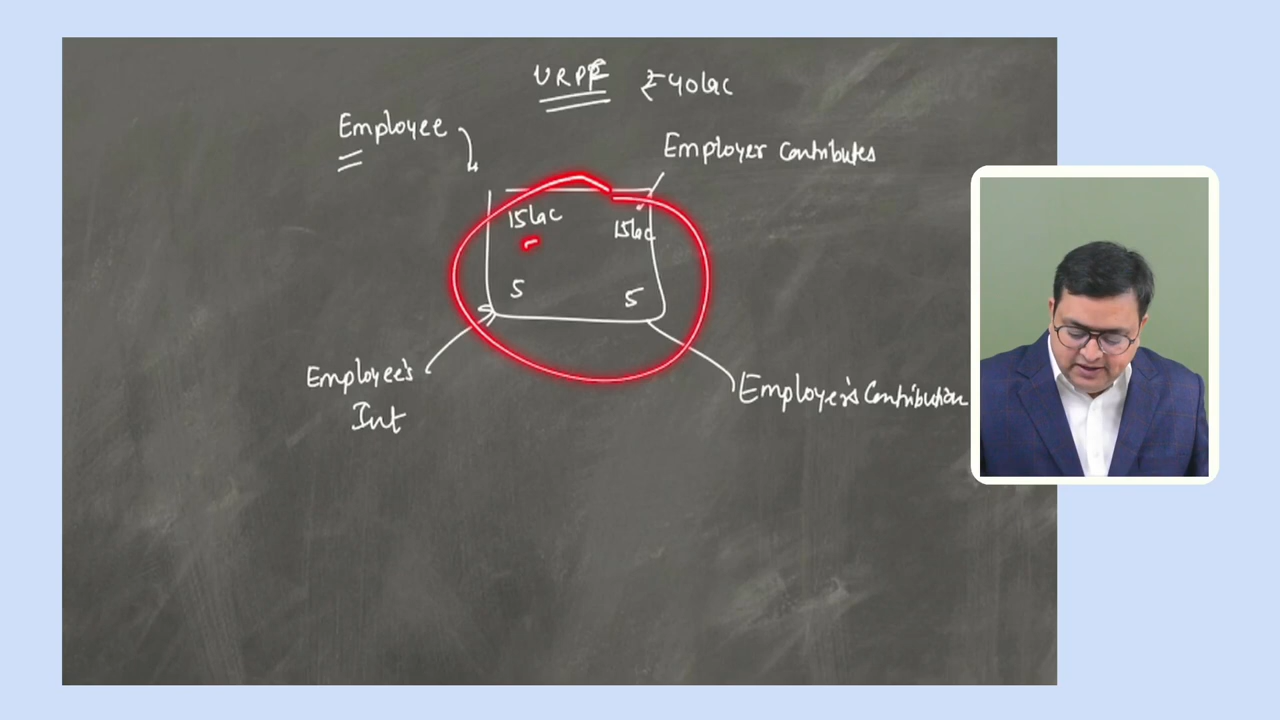 URPF ₹40lac
Employee
Employer Contributes
15lac 15lac
5 5
Employee's
Int
Employer's Contribution